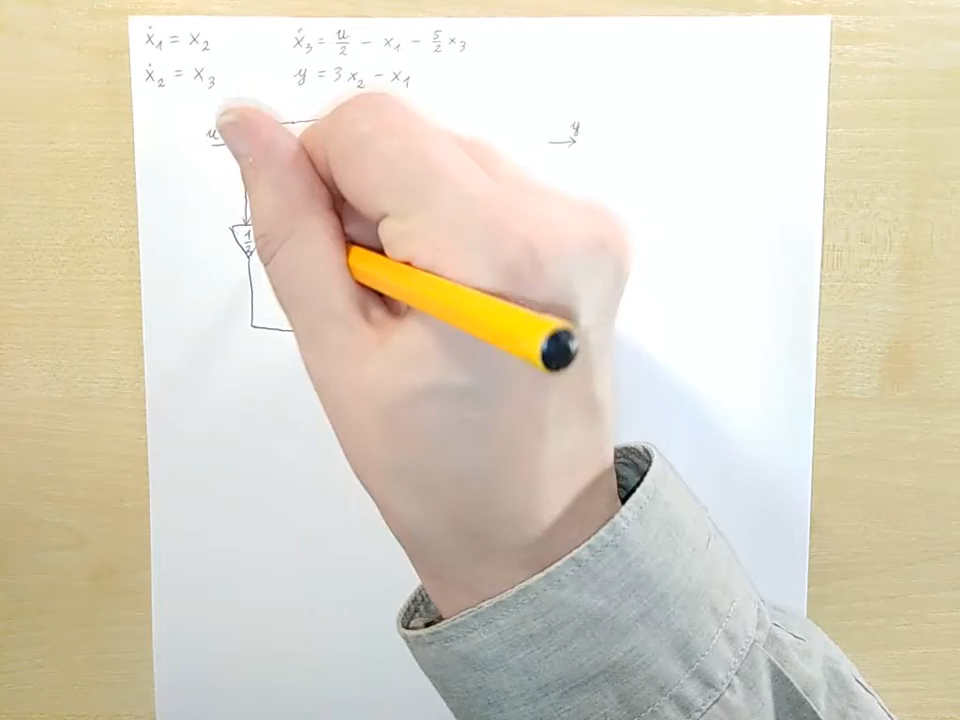 ẋ₁ = x₂
ẋ₃ = u/2 − x₁ − 5/2 x₃
ẋ₂ = x₃
y = 3x₂ − x₁
u
y
1/2